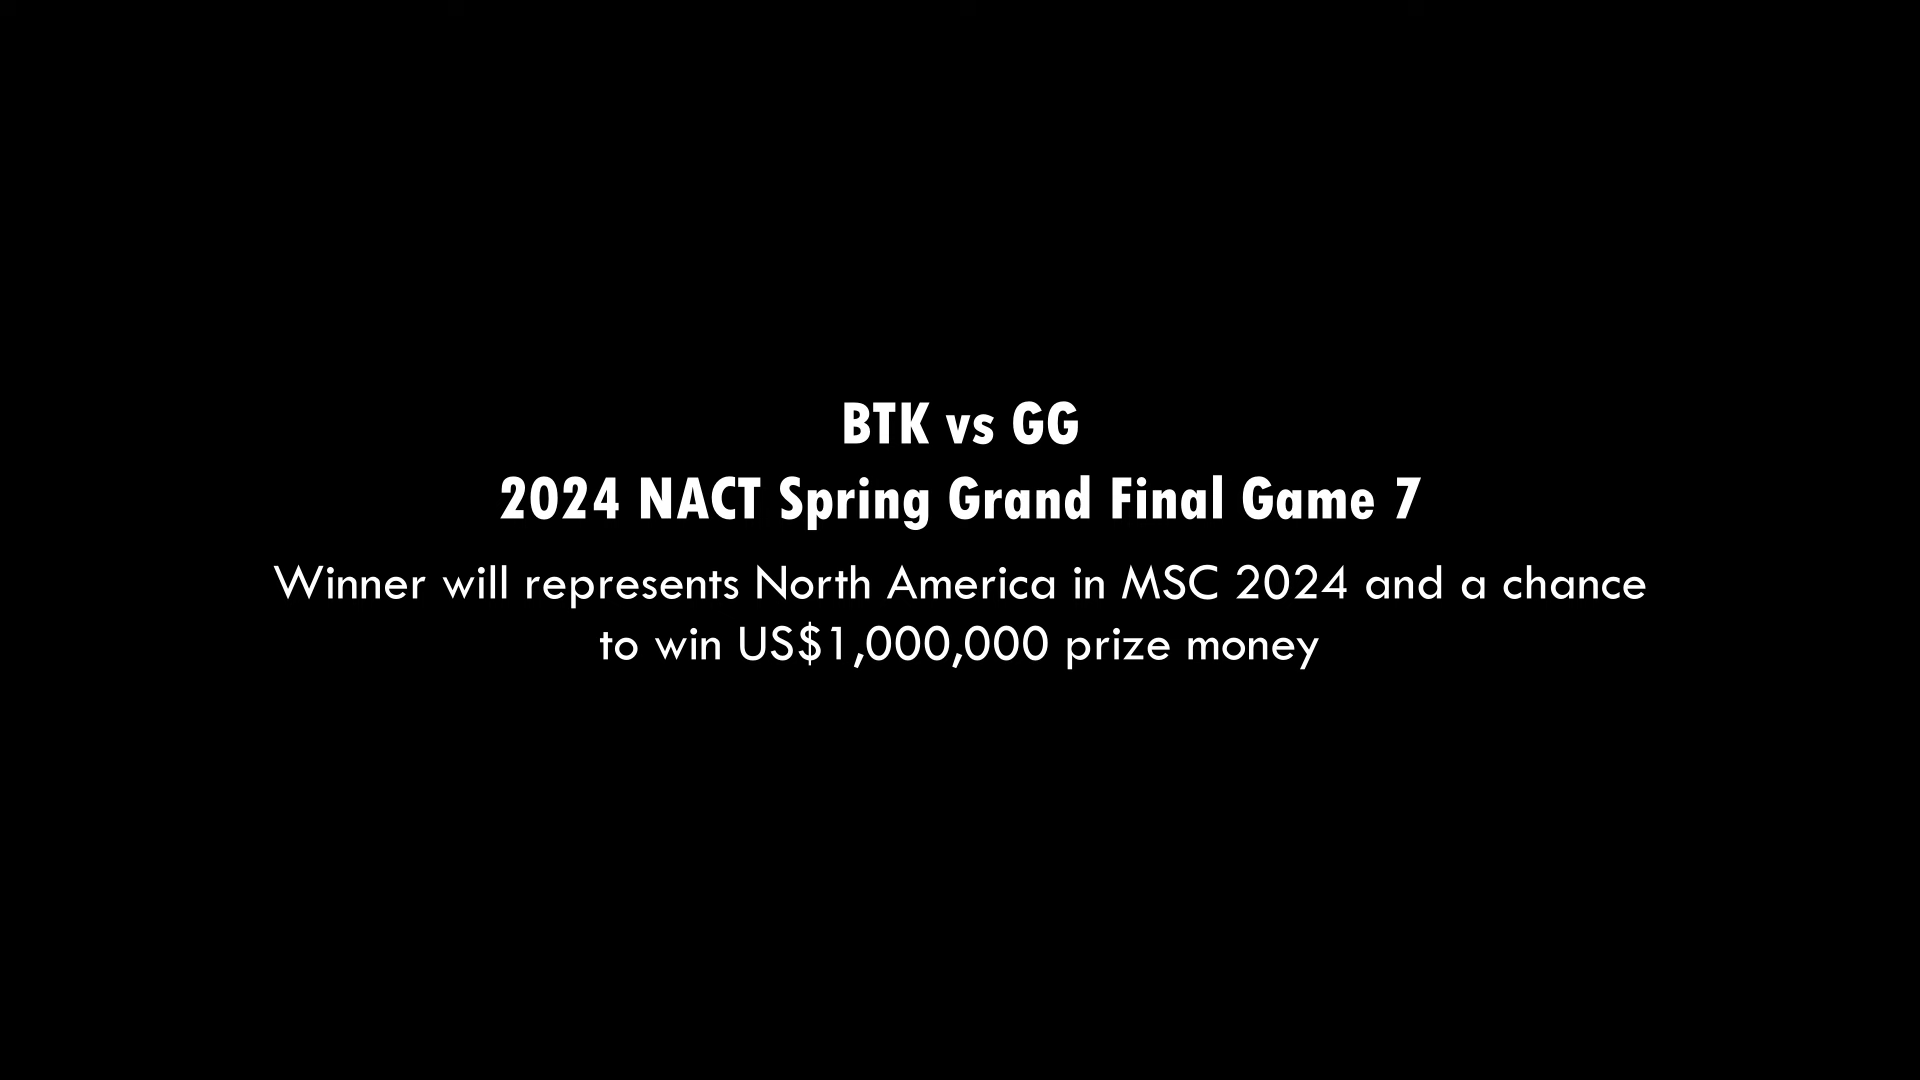 BTK vs GG
2024 NACT Spring Grand Final Game 7
Winner will represents North America in MSC 2024 and a chance
to win US$1,000,000 prize money